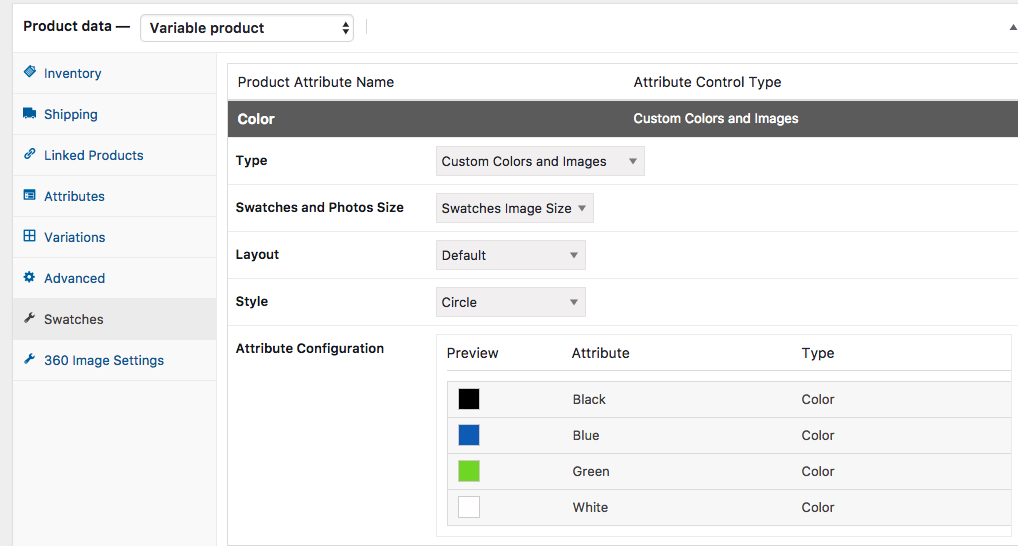 Product data — Variable product
Inventory
Shipping
Linked Products
Attributes
Variations
Advanced
Swatches
360 Image Settings
Product Attribute Name Attribute Control Type
Color Custom Colors and Images
Type Custom Colors and Images
Swatches and Photos Size Swatches Image Size
Layout Default
Style Circle
Attribute Configuration
Preview Attribute Type
Black Color
Blue Color
Green Color
White Color